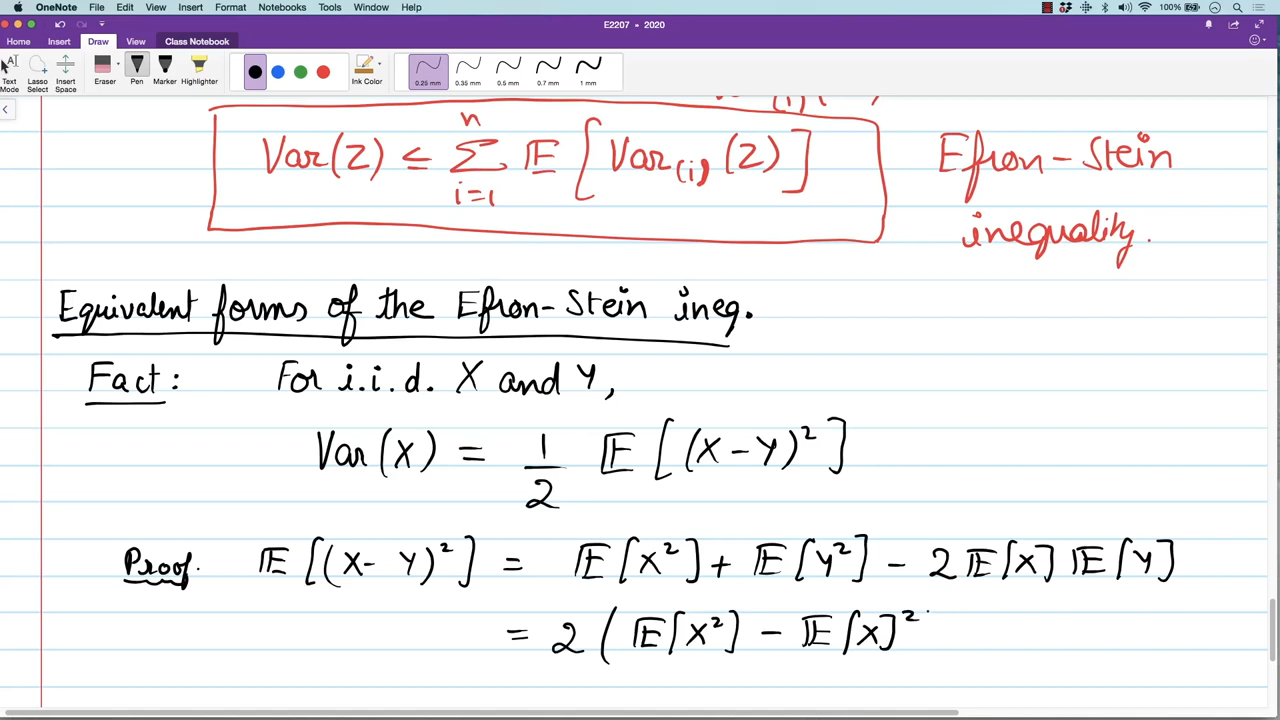 OneNote File Edit View Insert Format Notebooks Tools Window Help 100%
E2207 - 2020
Home Insert Draw View Class Notebook
Text Mode Lasso Select Insert Space Eraser Pen Marker Highlighter Ink Color 0.25 mm 0.35 mm 0.5 mm 0.7 mm 1 mm
Var(Z) ≤ ∑_{i=1}^{n} 𝔼[Var_{(i)}(Z)] Efron-Stein
inequality.
Equivalent forms of the Efron-Stein ineq.
Fact: For i.i.d. X and Y,
Var(X) = 1/2 𝔼[(X-Y)²]
Proof. 𝔼[(X-Y)²] = 𝔼[X²] + 𝔼[Y²] - 2𝔼[X]𝔼[Y]
= 2(𝔼[X²] - 𝔼[X]²